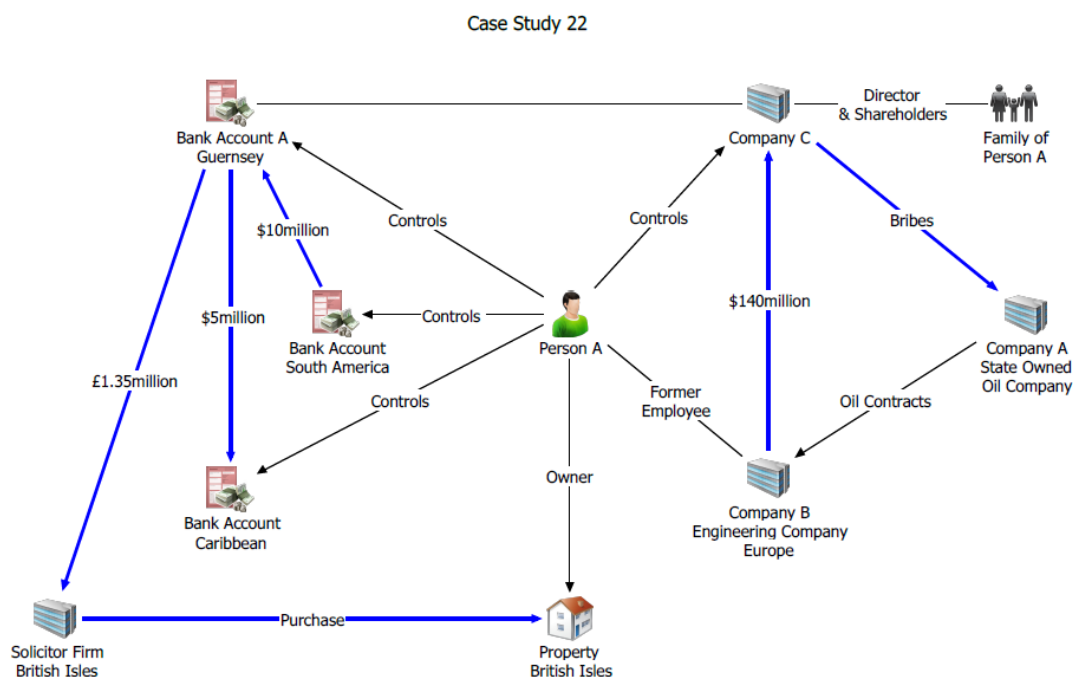 Case Study 22
Bank Account A
Guernsey
Company C
Director
& Shareholders
Family of
Person A
Controls
Controls
Bribes
$10million
$140million
$5million
Controls
Bank Account
South America
Person A
Company A
State Owned
Oil Company
£1.35million
Controls
Former
Employee
Oil Contracts
Owner
Bank Account
Caribbean
Company B
Engineering Company
Europe
Purchase
Solicitor Firm
British Isles
Property
British Isles